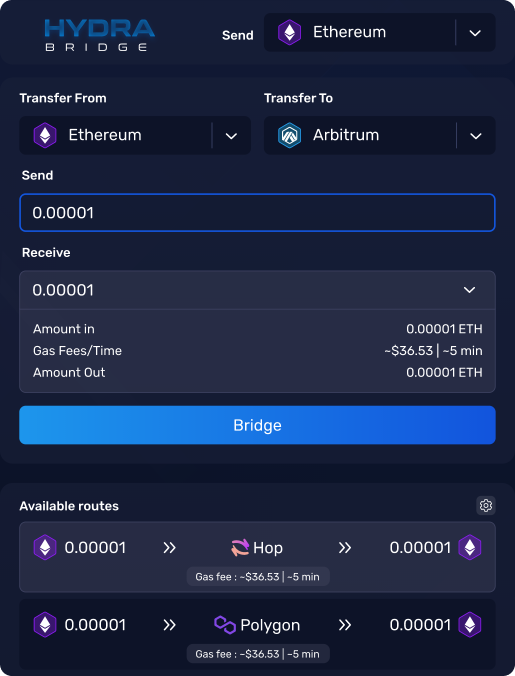 HYDRA
BRIDGE
Send Ethereum
Transfer From Transfer To
Ethereum Arbitrum
Send
0.00001
Receive
0.00001
Amount in 0.00001 ETH
Gas Fees/Time ~$36.53 | ~5 min
Amount Out 0.00001 ETH
Bridge
Available routes
0.00001 Hop 0.00001
Gas fee : ~$36.53 | ~5 min
0.00001 Polygon 0.00001
Gas fee : ~$36.53 | ~5 min